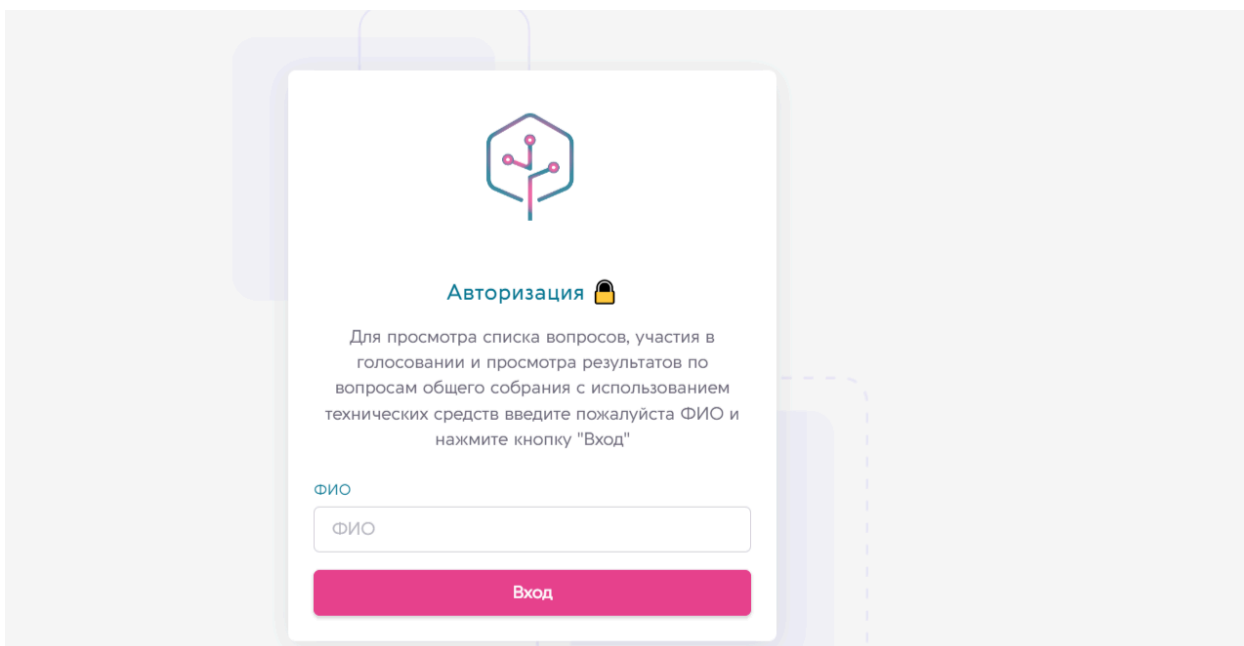 Авторизация 🔒
Для просмотра списка вопросов, участия в
голосовании и просмотра результатов по
вопросам общего собрания с использованием
технических средств введите пожалуйста ФИО и
нажмите кнопку "Вход"
ФИО
ФИО
Вход